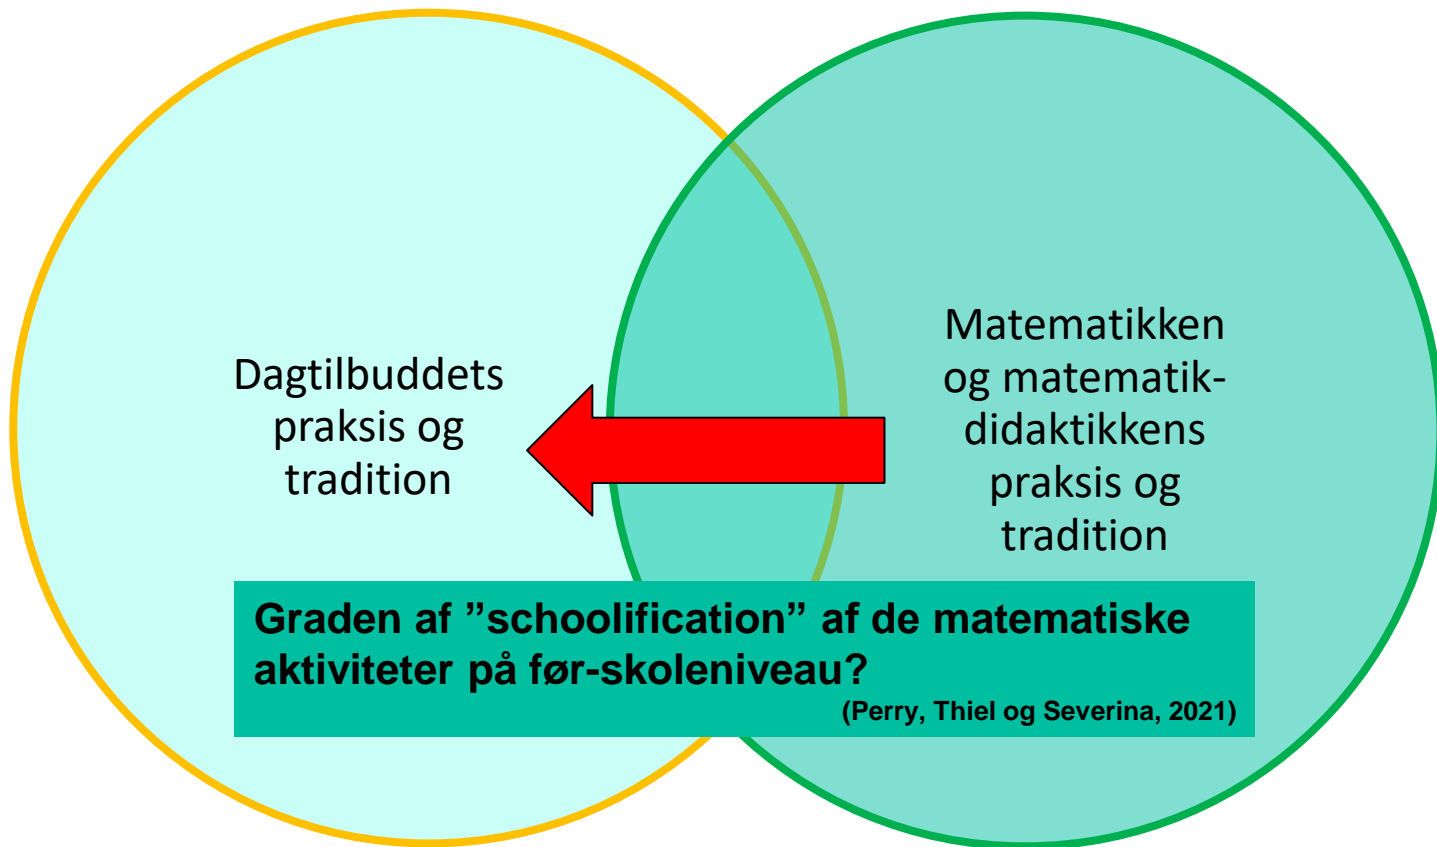 Dagtilbuddets
praksis og
tradition
Matematikken
og matematik-
didaktikkens
praksis og
tradition
Graden af ”schoolification” af de matematiske
aktiviteter på før-skoleniveau?
(Perry, Thiel og Severina, 2021)